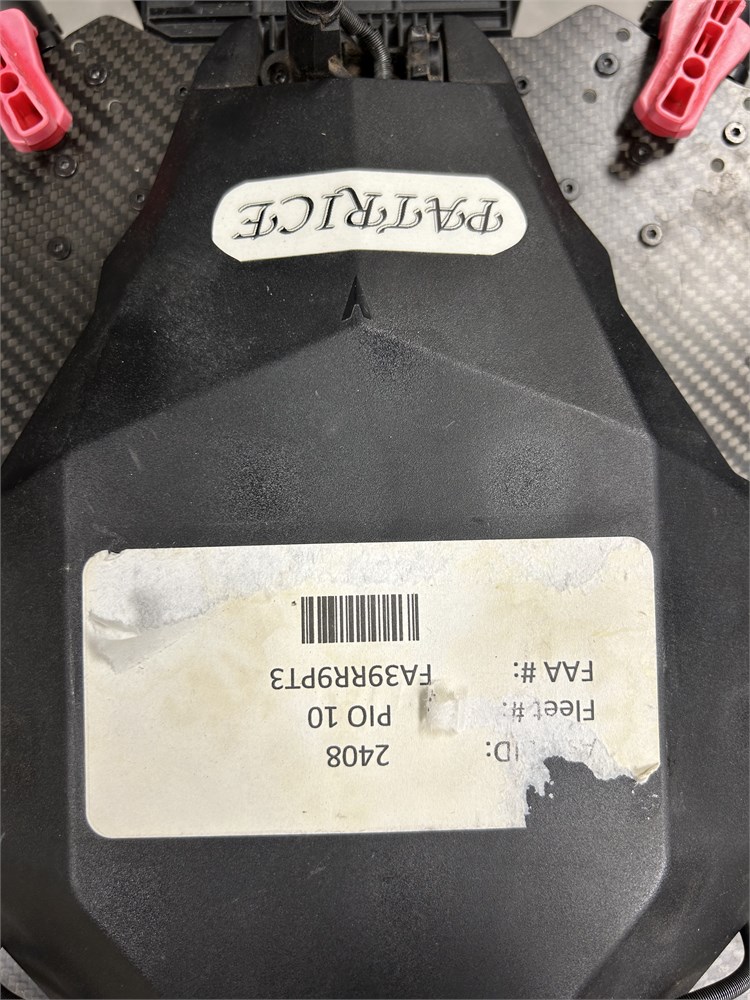 ID: 2408
Fleet #: PIO 10
FAA #: FA39RR9PT3
PATRICE